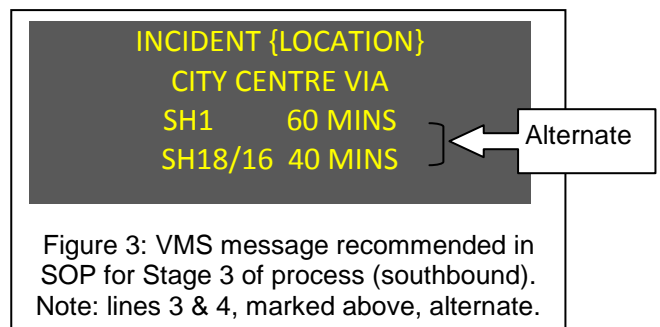 INCIDENT {LOCATION}
CITY CENTRE VIA
SH1 60 MINS
SH18/16 40 MINS
Alternate
Figure 3: VMS message recommended in
SOP for Stage 3 of process (southbound).
Note: lines 3 & 4, marked above, alternate.